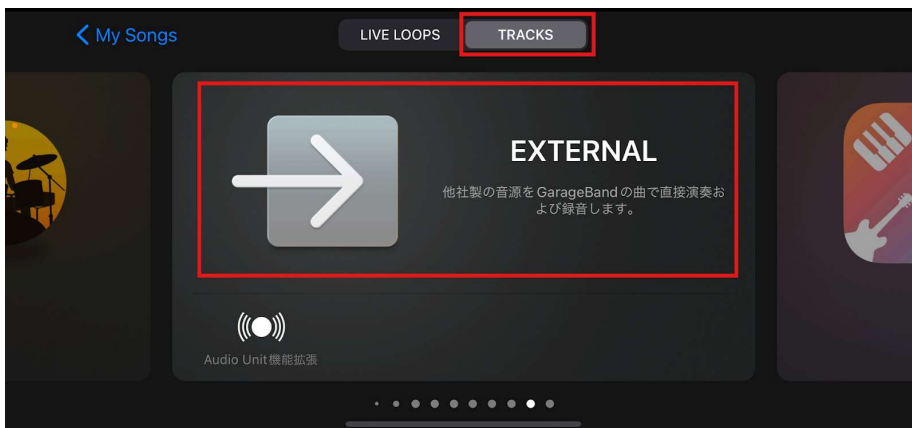 My Songs
LIVE LOOPS
TRACKS
EXTERNAL
他社製の音源をGarageBandの曲で直接演奏お
よび録音します。
Audio Unit機能拡張